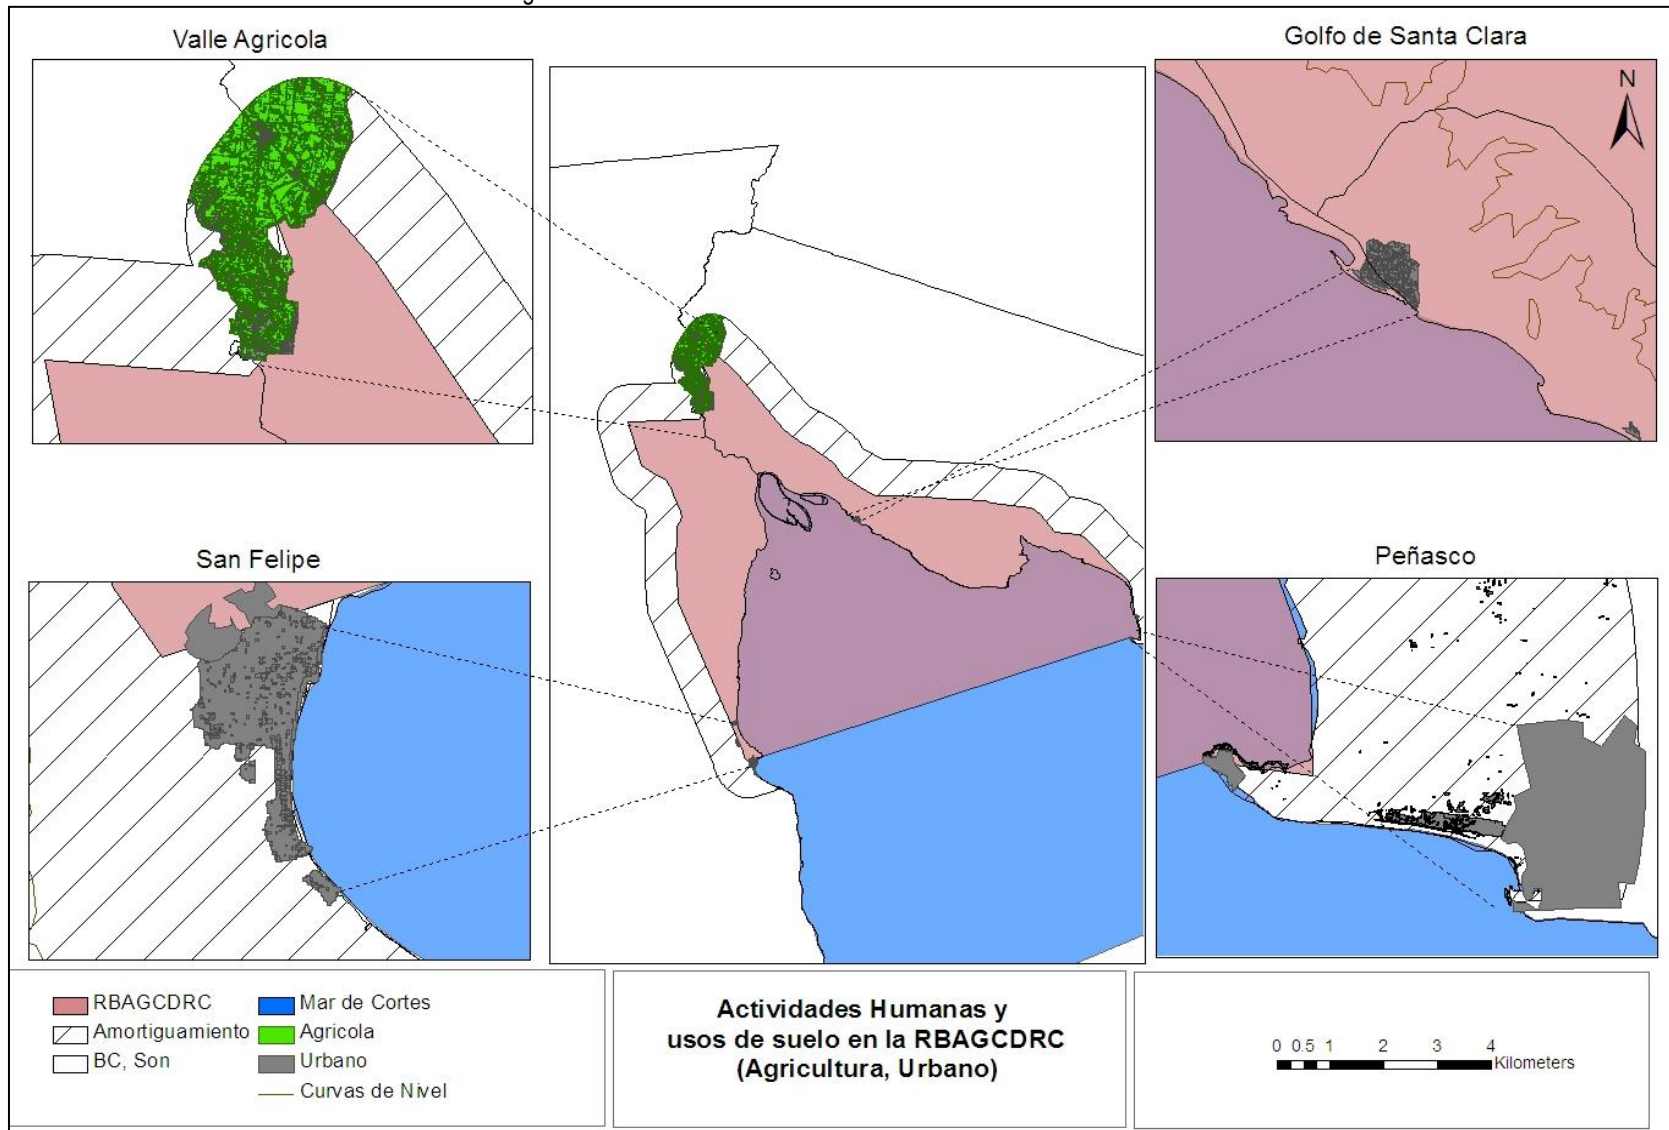 Valle Agricola
Golfo de Santa Clara
N
San Felipe
Peñasco
RBAGCDRC
Amortiguamiento
BC, Son
Mar de Cortes
Agricola
Urbano
Curvas de Nivel
Actividades Humanas y
usos de suelo en la RBAGCDRC
(Agricultura, Urbano)
0 0.5 1 2 3 4
Kilometers